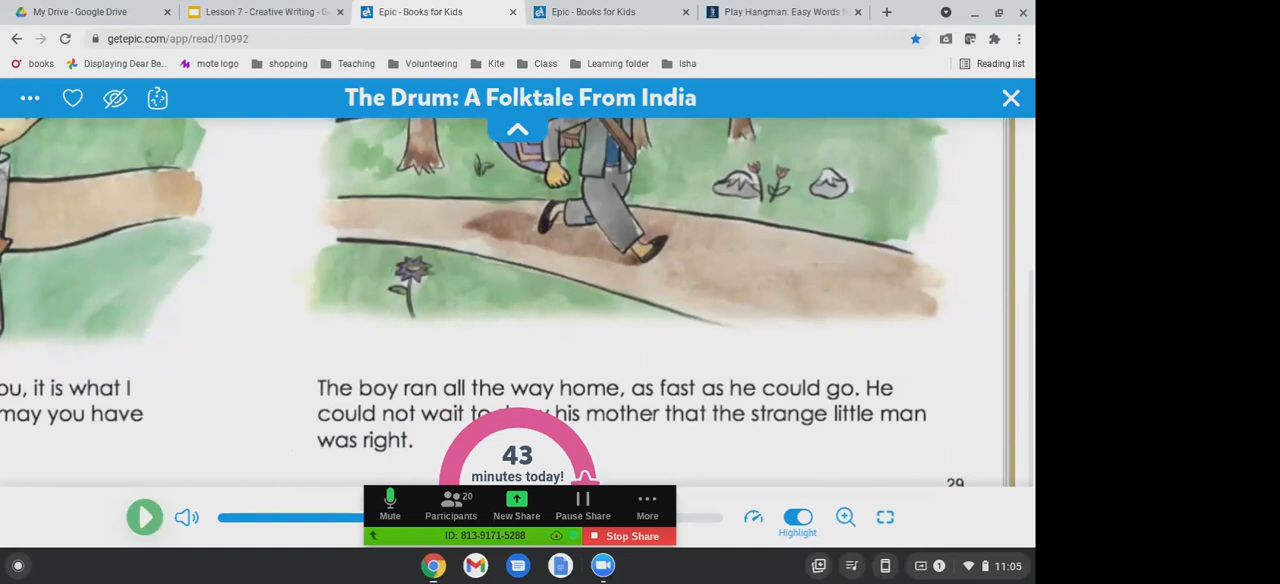 My Drive - Google Drive
Lesson 7 - Creative Writing - G
Epic - Books for Kids
Epic - Books for Kids
Play Hangman: Easy Words
getepic.com/app/read/10992
books Displaying Dear Be... mote logo shopping Teaching Volunteering Kite Class Learning folder Isha Reading list
The Drum: A Folktale From India
ou, it is what I
may you have
The boy ran all the way home, as fast as he could go. He
could not wait to his mother that the strange little man
was right.
29
43
minutes today!
20
Mute Participants New Share Pause Share More
ID: 813-9171-5288 Stop Share
Highlight
1 11:05